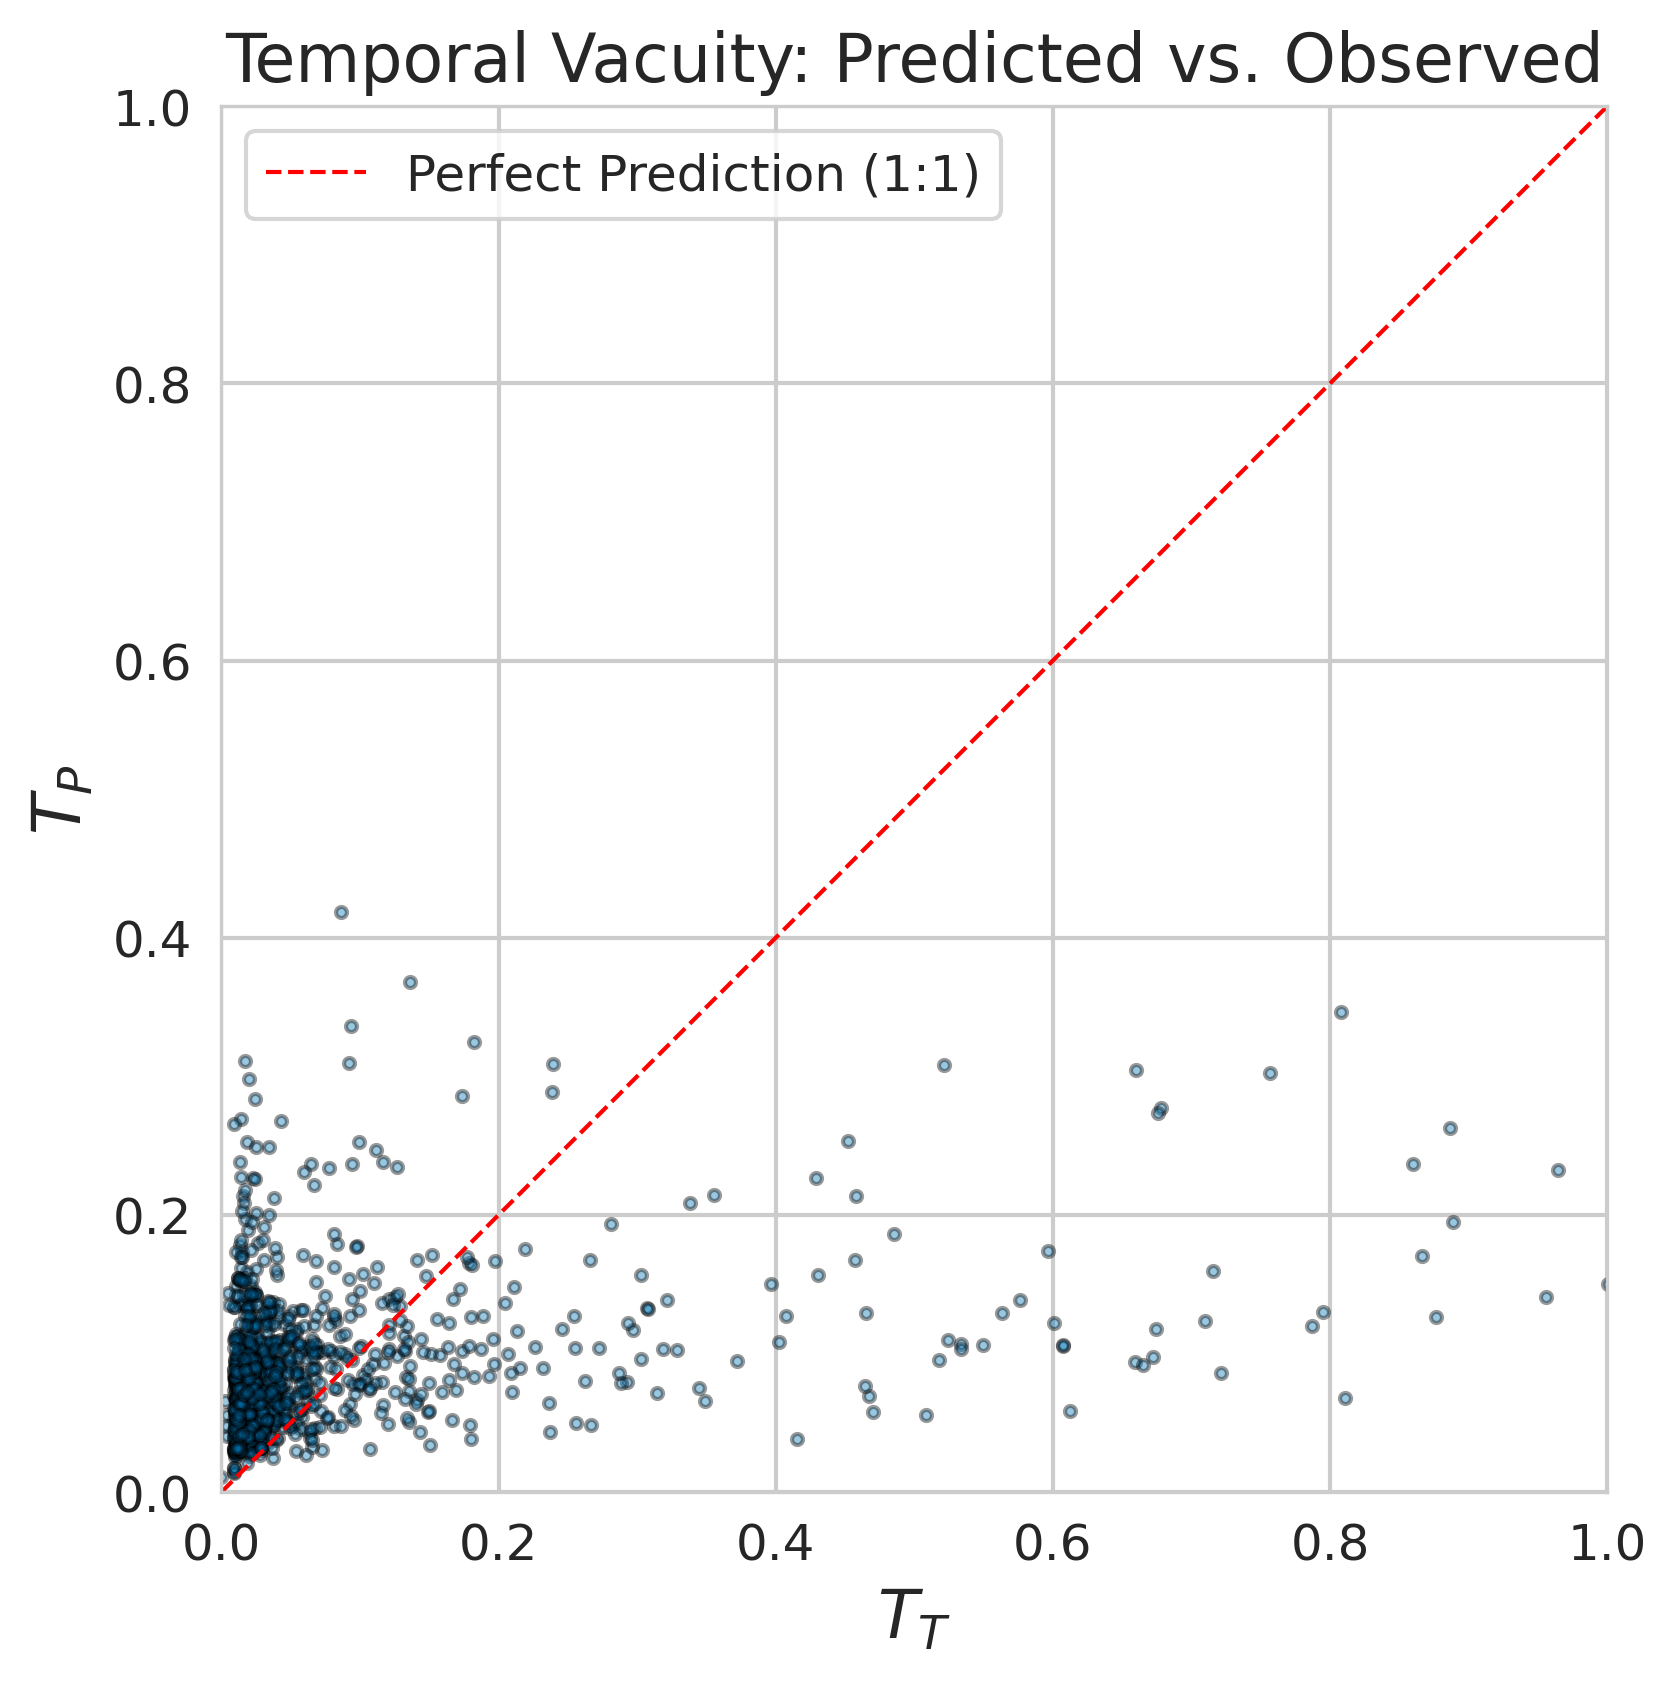 Temporal Vacuity: Predicted vs. Observed
1.0
Perfect Prediction (1:1)
0.8
0.6
T_P
0.4
0.2
0.0
0.0 0.2 0.4 0.6 0.8 1.0
T_T